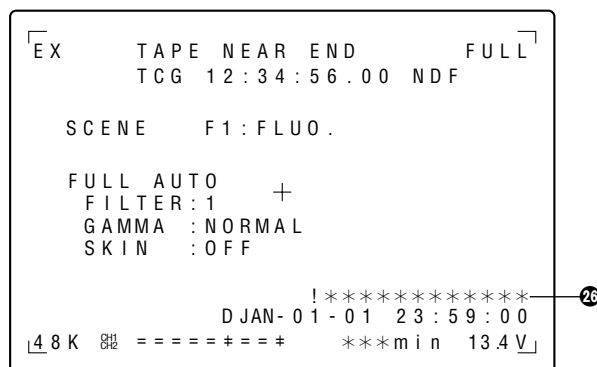 EX TAPE NEAR END FULL
TCG 12:34:56.00 NDF
SCENE F1:FLUO.
FULL AUTO
FILTER:1
GAMMA :NORMAL
SKIN :OFF
!************
26
DJAN-01-01 23:59:00
48K CH1 CH2 =====‡==‡ ***min 13.4V